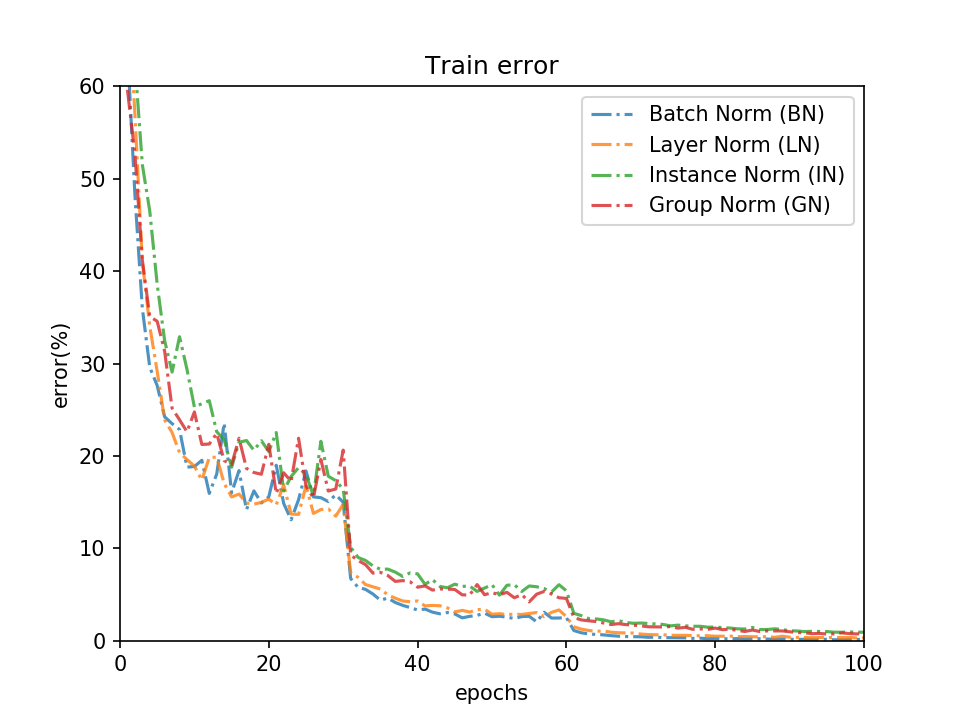 Train error
60
50
40
30
20
10
0
error(%)
Batch Norm (BN)
Layer Norm (LN)
Instance Norm (IN)
Group Norm (GN)
0 20 40 60 80 100
epochs